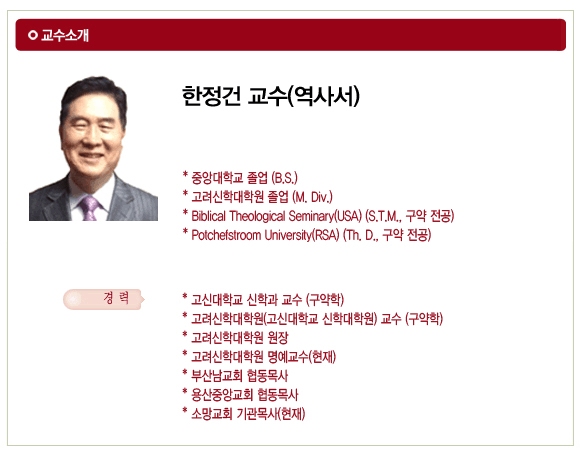 교수소개
한정건 교수(역사서)
* 중앙대학교 졸업 (B.S.)
* 고려신학대학원 졸업 (M. Div.)
* Biblical Theological Seminary(USA) (S.T.M., 구약 전공)
* Potchefstroom University(RSA) (Th. D., 구약 전공)
경 력
* 고신대학교 신학과 교수 (구약학)
* 고려신학대학원(고신대학교 신학대학원) 교수 (구약학)
* 고려신학대학원 원장
* 고려신학대학원 명예교수(현재)
* 부산남교회 협동목사
* 용산중앙교회 협동목사
* 소망교회 기관목사(현재)